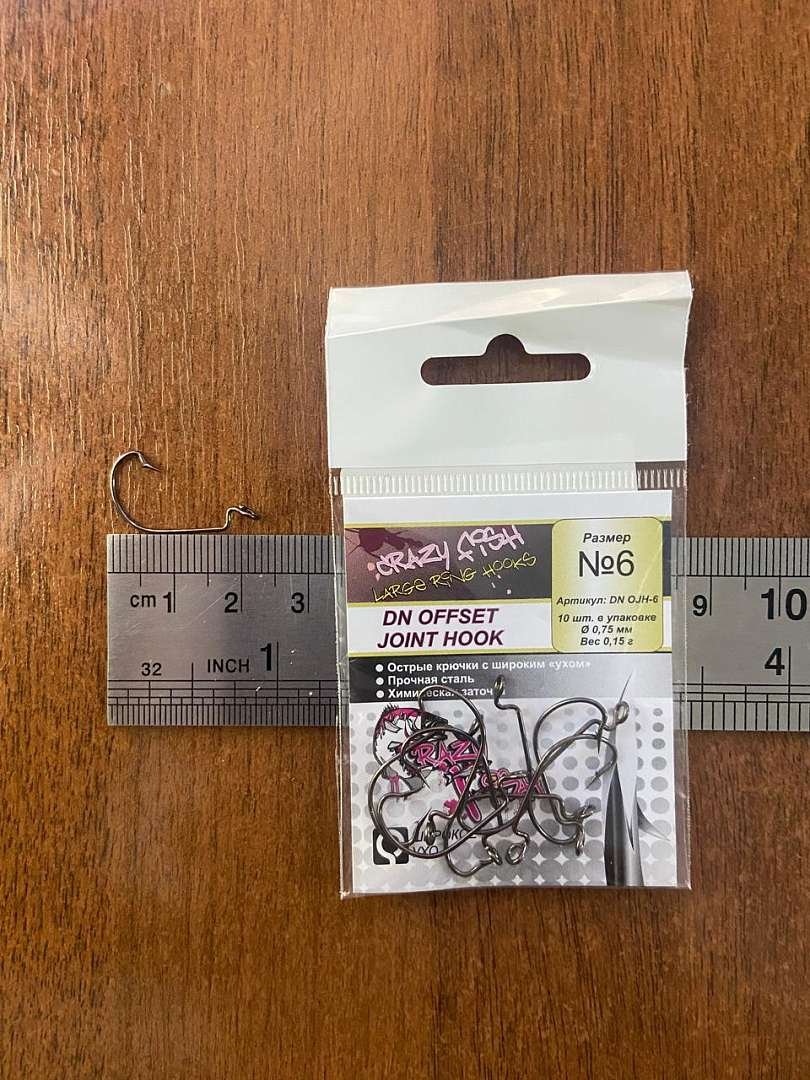 CRAZY FISH
LARGE RING HOOKS
Размер
№6
Артикул: DN OJH-6
10 шт. в упаковке
Ø 0,75 мм
Вес 0,15 г
DN OFFSET
JOINT HOOK
● Острые крючки с широким «ухом»
● Прочная сталь
● Химическая заточ
cm 1 2 3 9 10
32 INCH 1 4